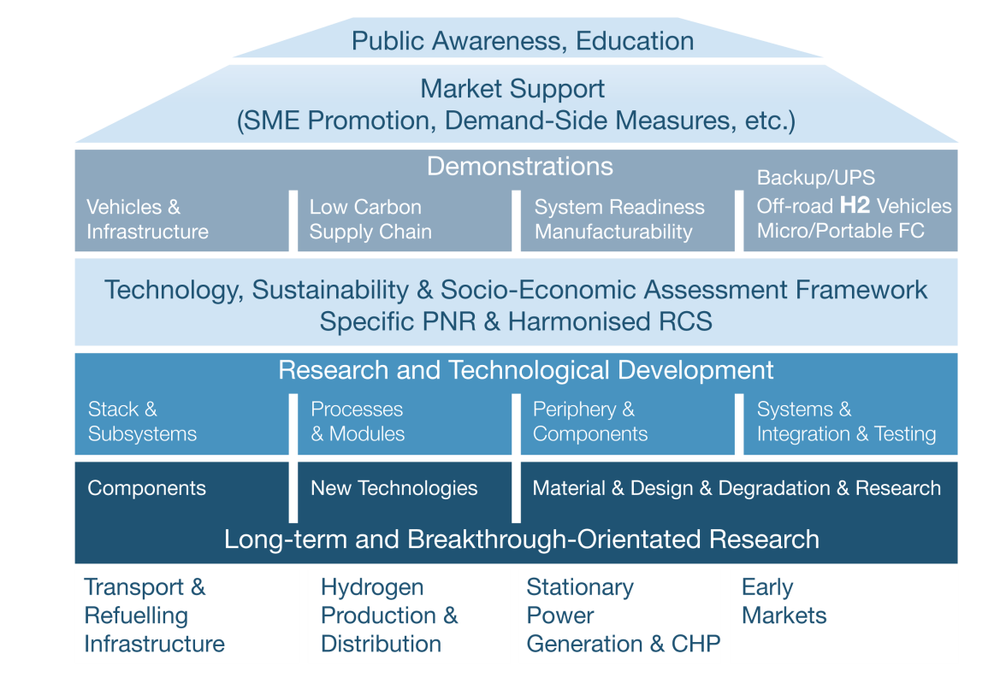 Public Awareness, Education
Market Support
(SME Promotion, Demand-Side Measures, etc.)
Demonstrations
Vehicles &
Infrastructure
Low Carbon
Supply Chain
System Readiness
Manufacturability
Backup/UPS
Off-road H2 Vehicles
Micro/Portable FC
Technology, Sustainability & Socio-Economic Assessment Framework
Specific PNR & Harmonised RCS
Research and Technological Development
Stack &
Subsystems
Processes
& Modules
Periphery &
Components
Systems &
Integration & Testing
Components
New Technologies
Material & Design & Degradation & Research
Long-term and Breakthrough-Orientated Research
Transport &
Refuelling
Infrastructure
Hydrogen
Production &
Distribution
Stationary
Power
Generation & CHP
Early
Markets